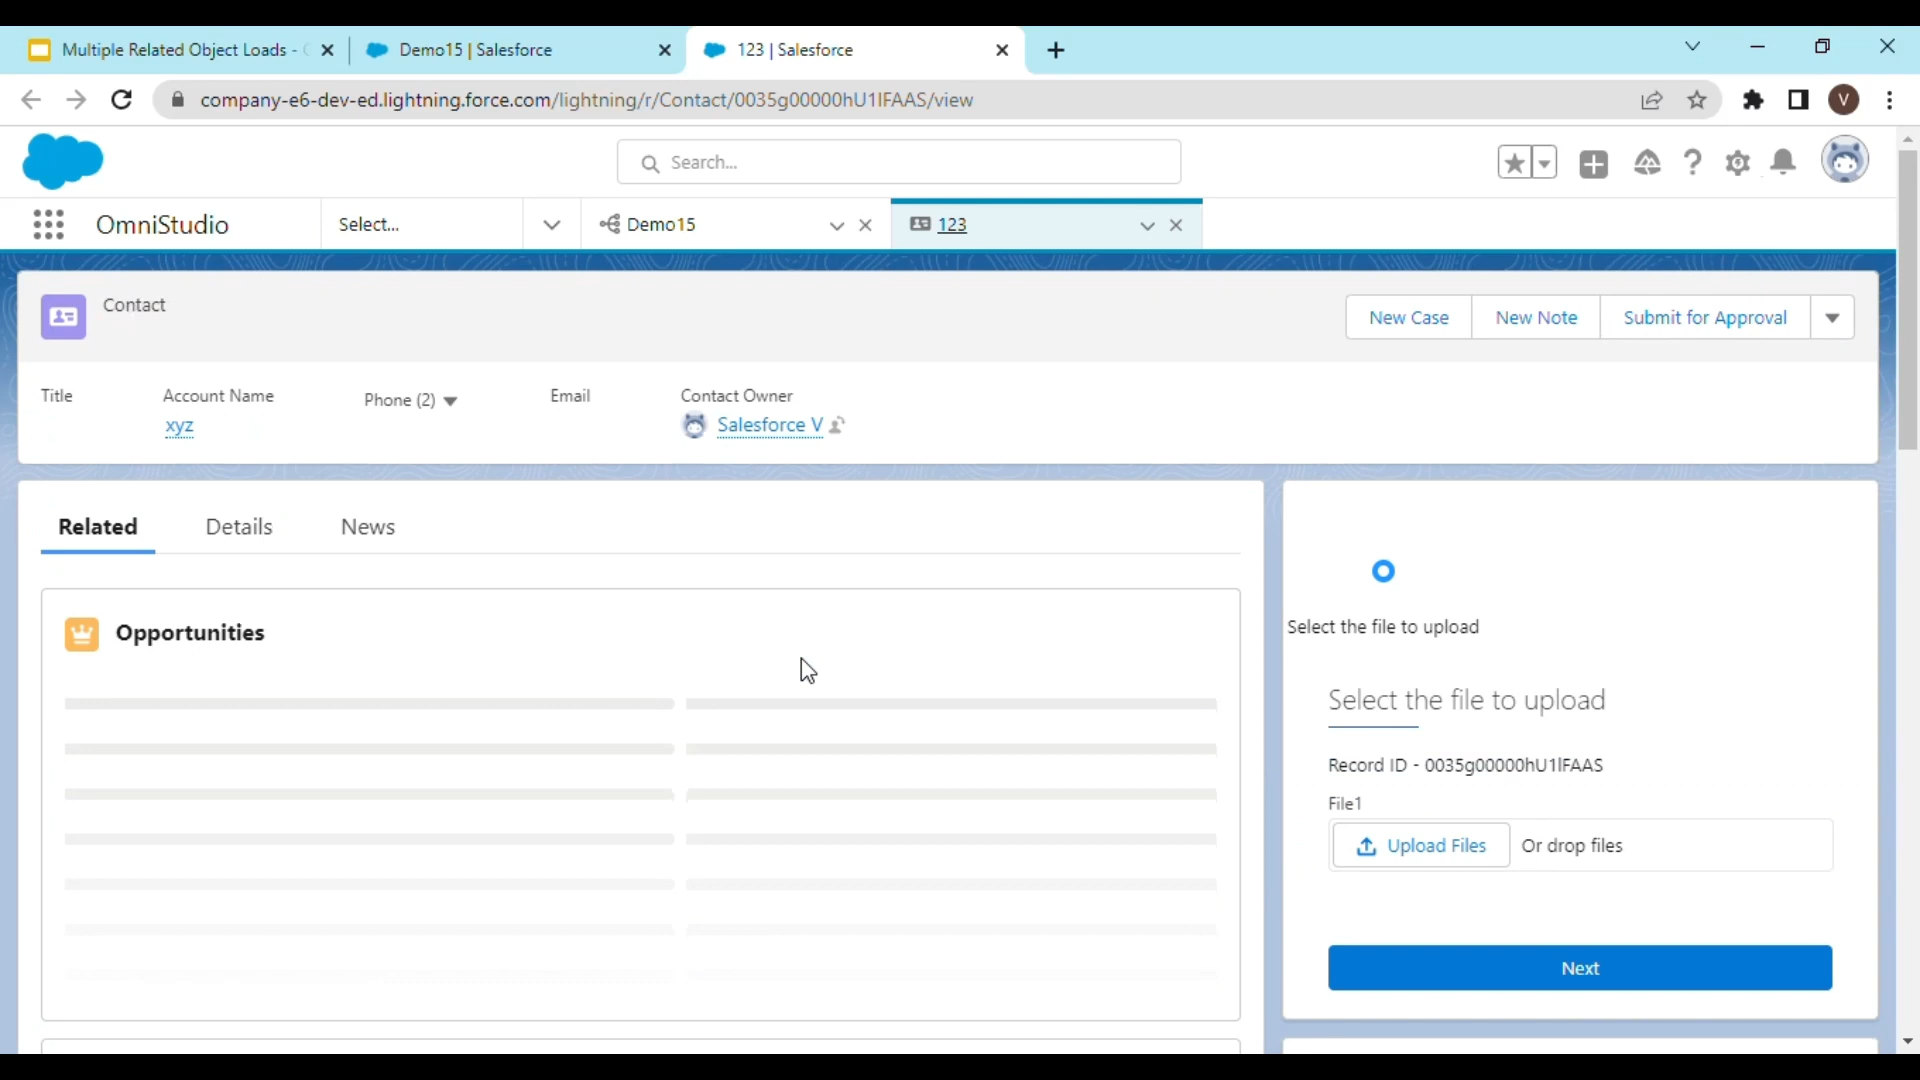 Multiple Related Object Loads -
Demo15 | Salesforce
123 | Salesforce
company-e6-dev-ed.lightning.force.com/lightning/r/Contact/0035g00000hU1lFAAS/view
V
Search...
OmniStudio
Select...
Demo15
123
Contact
New Case
New Note
Submit for Approval
Title
Account Name
Phone (2)
Email
Contact Owner
xyz
Salesforce V
Related
Details
News
Opportunities
Select the file to upload
Select the file to upload
Record ID - 0035g00000hU1lFAAS
File1
Upload Files
Or drop files
Next